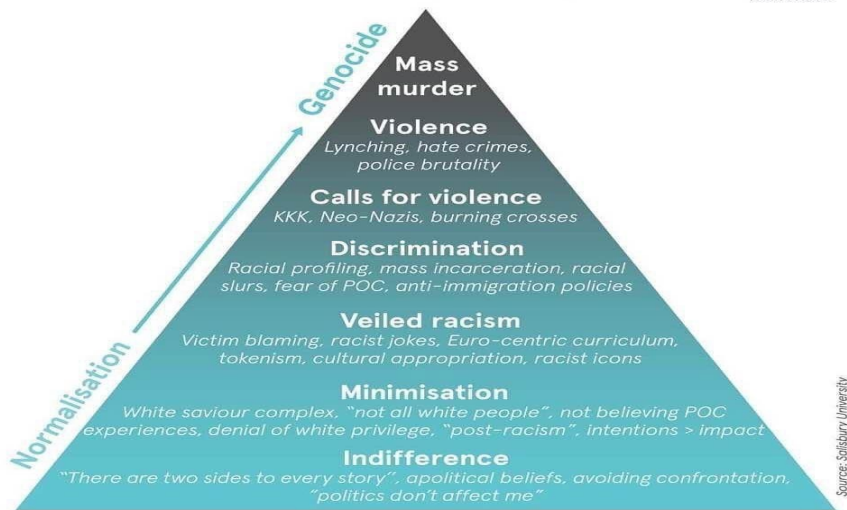 Genocide
Normalisation
Mass
murder
Violence
Lynching, hate crimes,
police brutality
Calls for violence
KKK, Neo-Nazis, burning crosses
Discrimination
Racial profiling, mass incarceration, racial
slurs, fear of POC, anti-immigration policies
Veiled racism
Victim blaming, racist jokes, Euro-centric curriculum,
tokenism, cultural appropriation, racist icons
Minimisation
White saviour complex, "not all white people", not believing POC
experiences, denial of white privilege, "post-racism", intentions > impact
Indifference
"There are two sides to every story", apolitical beliefs, avoiding confrontation,
"politics don't affect me"
Source: Salisbury University